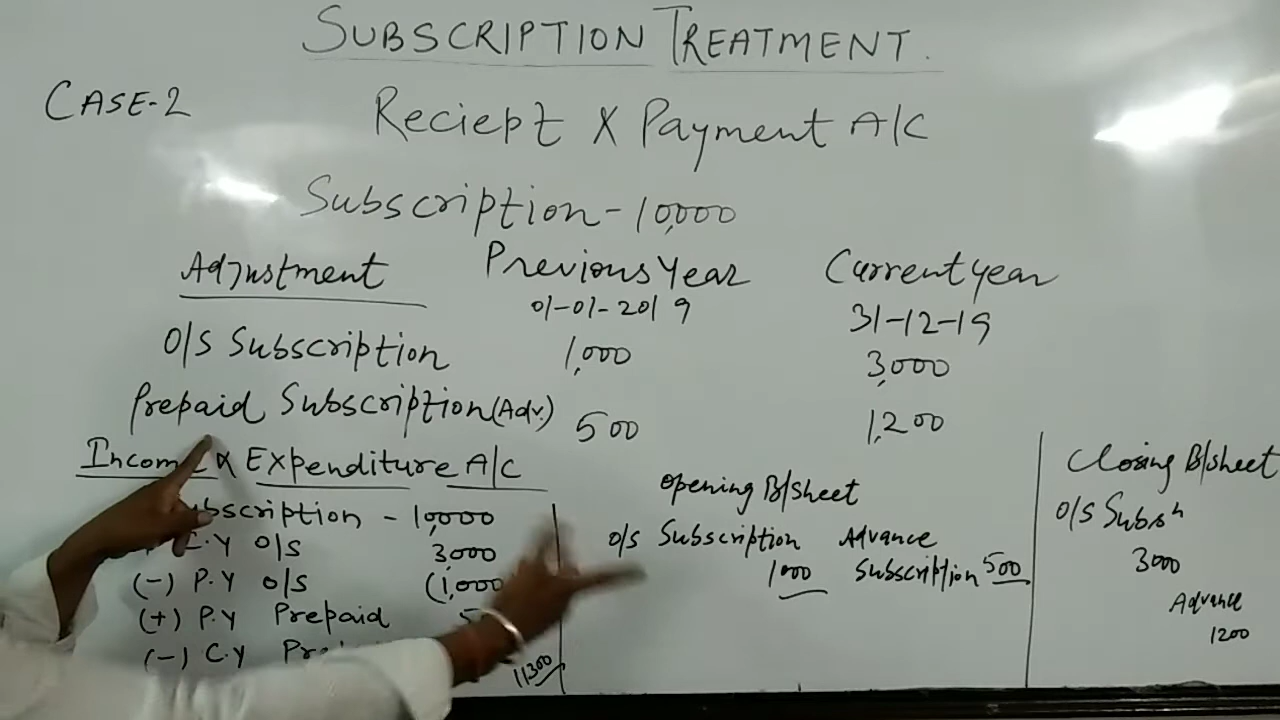 SUBSCRIPTION TREATMENT.
CASE-2
Reciept & Payment A/C
Subscription - 10,000
Adjustment Previous Year Current year
01-01-2019 31-12-19
O/S Subscription 1,000 3,000
Prepaid Subscription (Adv.) 500 1,200
Income & Expenditure A/C
Subscription - 10,000
C.Y O/S 3000
(-) P.Y O/S (1,000
(+) P.Y Prepaid
(-) C.Y
11300
Opening B/Sheet
O/S Subscription Advance
1000 Subscription 500
Closing B/Sheet
O/S Subsn
3000
Advance
1200